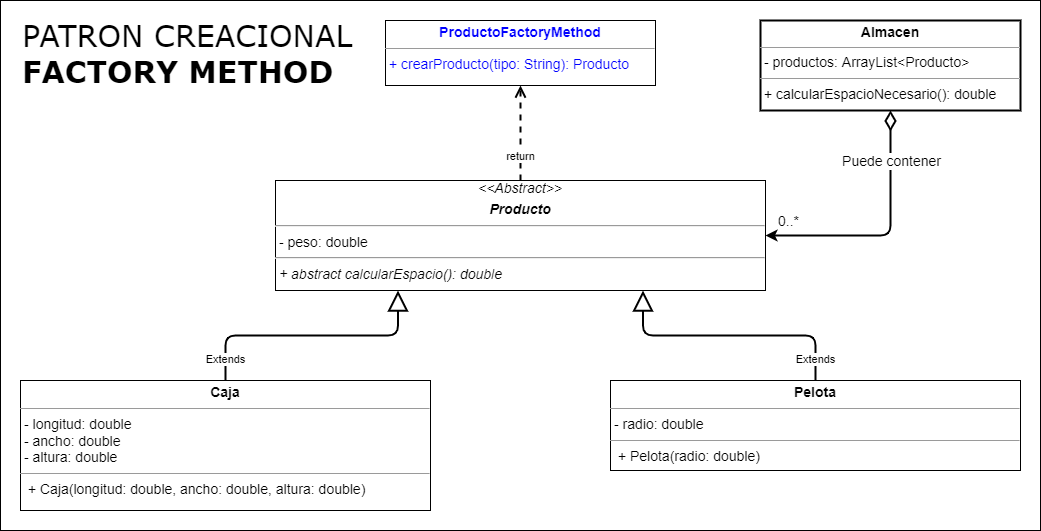 PATRON CREACIONAL
FACTORY METHOD
ProductoFactoryMethod
+ crearProducto(tipo: String): Producto
Almacen
- productos: ArrayList<Producto>
+ calcularEspacioNecesario(): double
return
Puede contener
0..*
<<Abstract>>
Producto
- peso: double
+ abstract calcularEspacio(): double
Extends
Extends
Caja
- longitud: double
- ancho: double
- altura: double
+ Caja(longitud: double, ancho: double, altura: double)
Pelota
- radio: double
+ Pelota(radio: double)